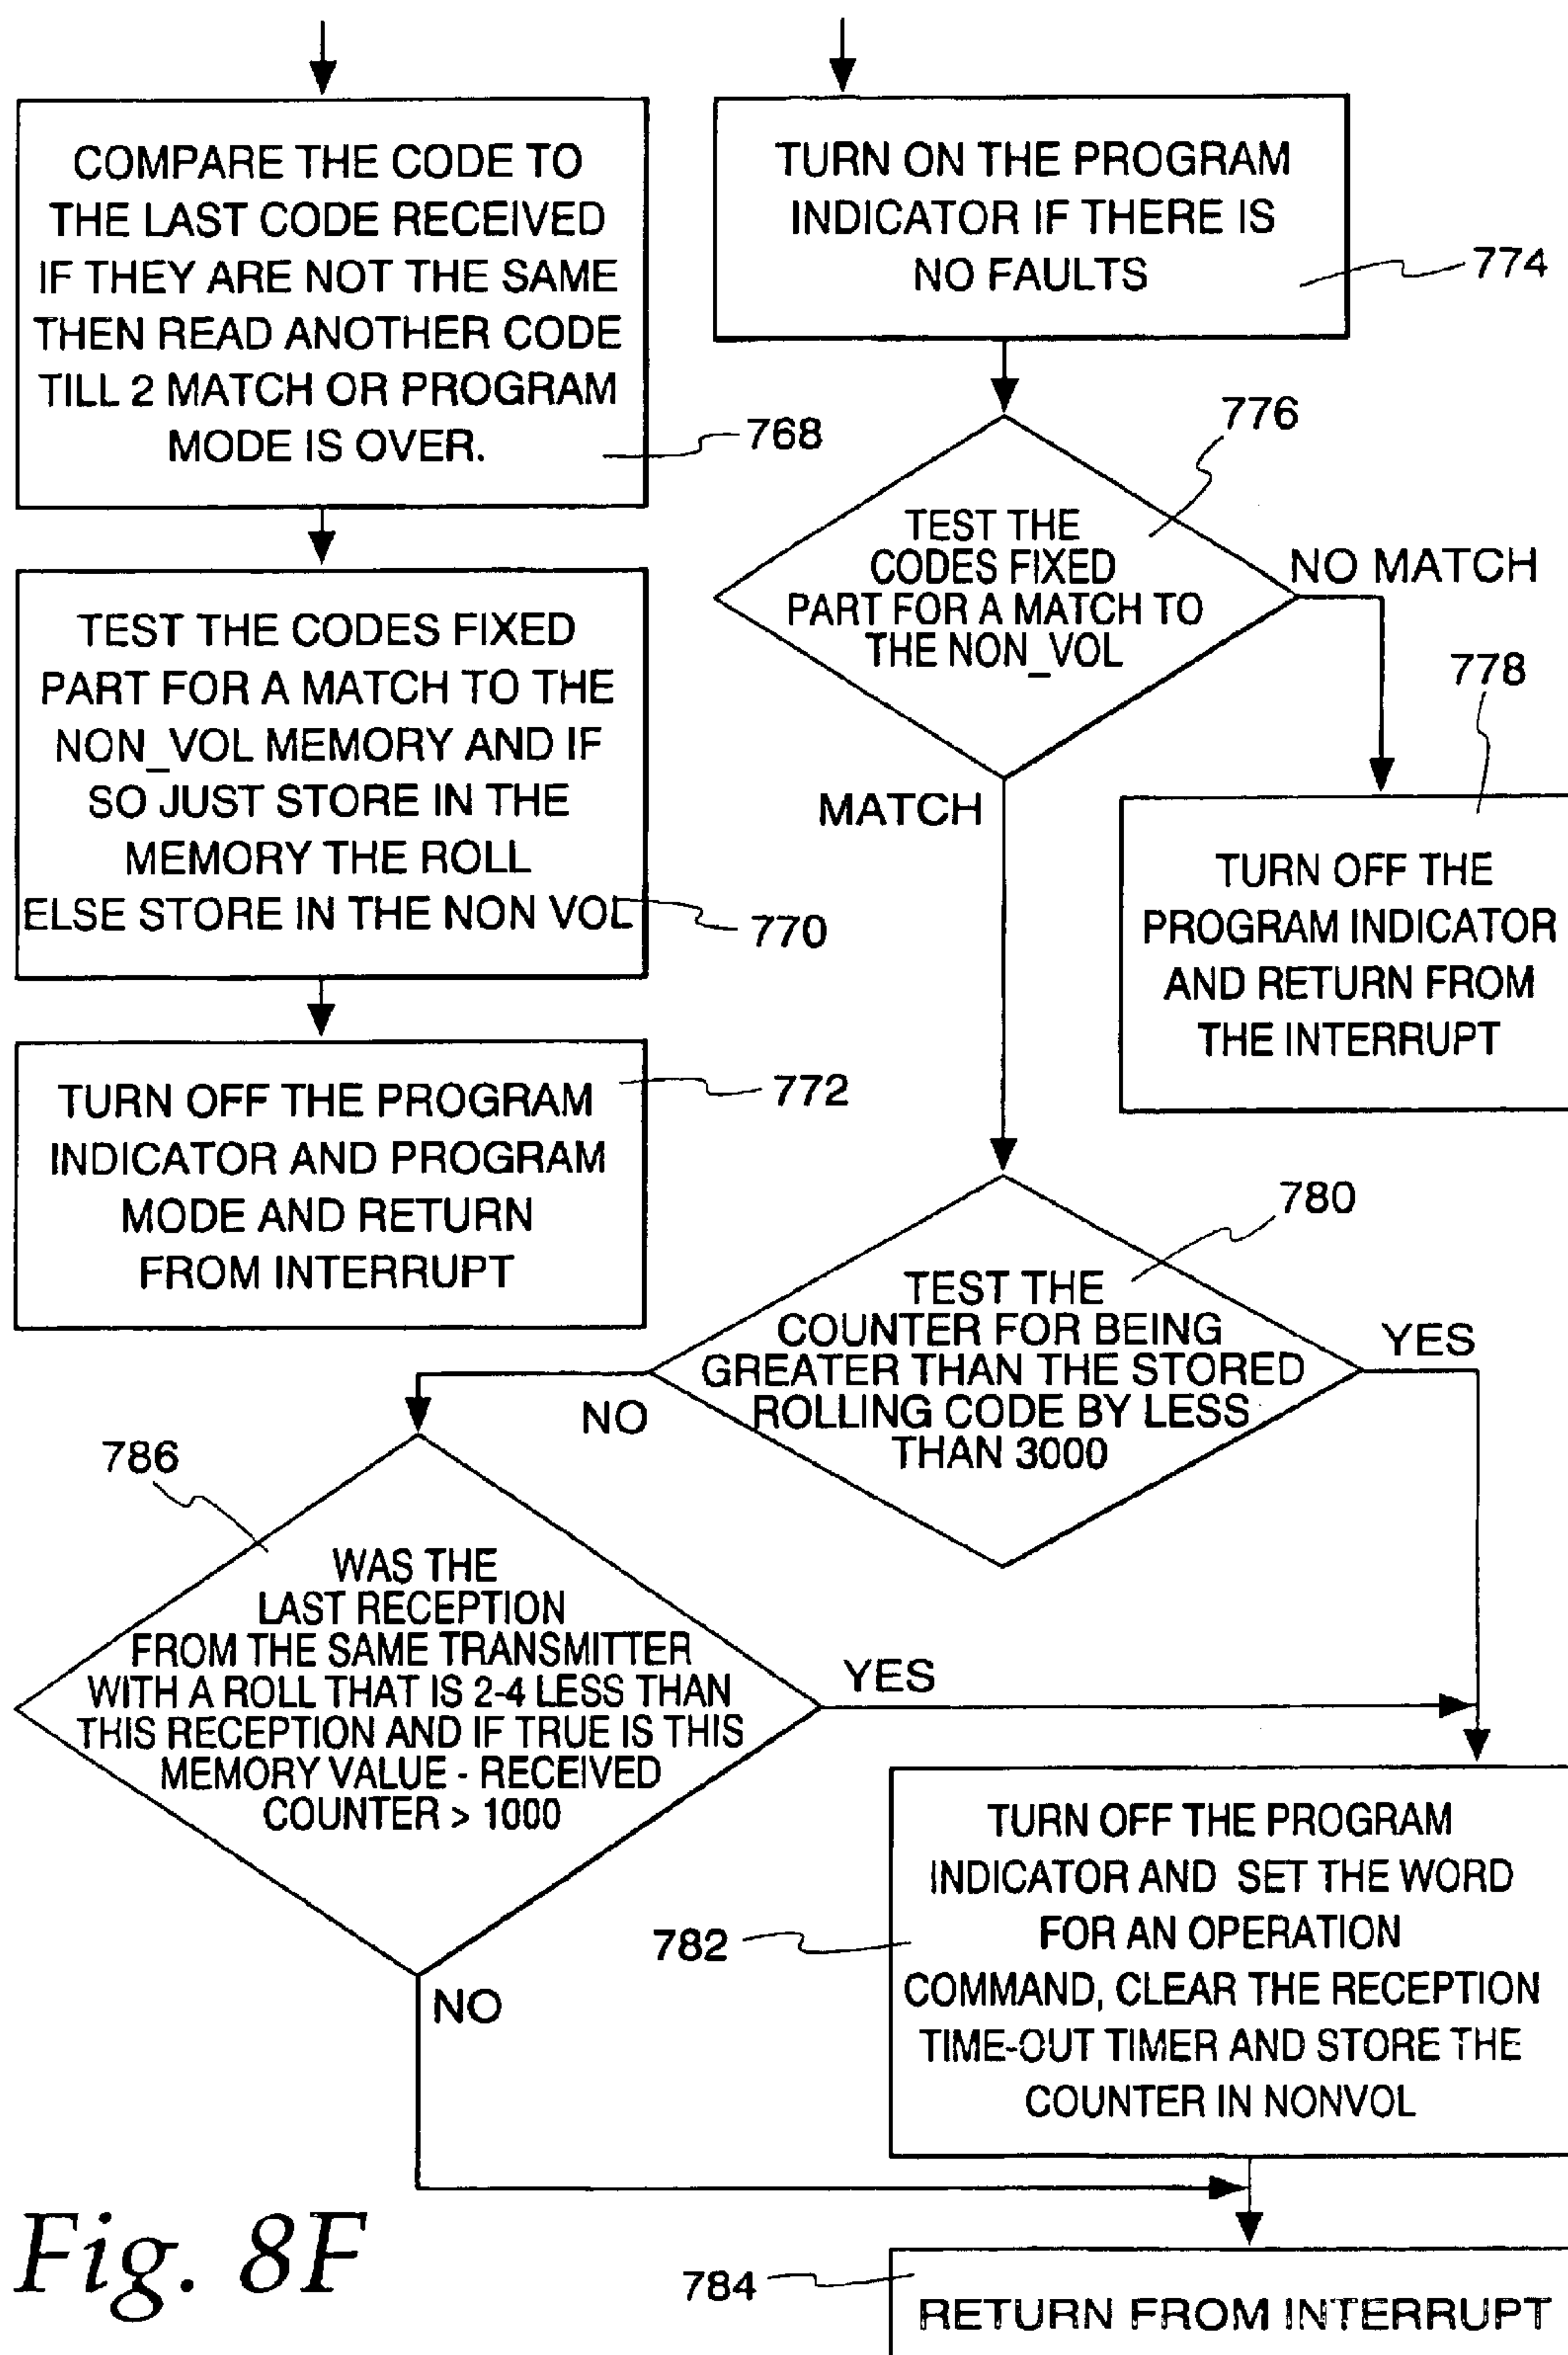 COMPARE THE CODE TO
THE LAST CODE RECEIVED
IF THEY ARE NOT THE SAME
THEN READ ANOTHER CODE
TILL 2 MATCH OR PROGRAM
MODE IS OVER.
768
TEST THE CODES FIXED
PART FOR A MATCH TO THE
NON_VOL MEMORY AND IF
SO JUST STORE IN THE
MEMORY THE ROLL
ELSE STORE IN THE NON VOL
770
TURN OFF THE PROGRAM
INDICATOR AND PROGRAM
MODE AND RETURN
FROM INTERRUPT
772
TURN ON THE PROGRAM
INDICATOR IF THERE IS
NO FAULTS
774
776
TEST THE
CODES FIXED
PART FOR A MATCH TO
THE NON_VOL
NO MATCH
MATCH
778
TURN OFF THE
PROGRAM INDICATOR
AND RETURN FROM
THE INTERRUPT
780
TEST THE
COUNTER FOR BEING
GREATER THAN THE STORED
ROLLING CODE BY LESS
THAN 3000
YES
NO
786
WAS THE
LAST RECEPTION
FROM THE SAME TRANSMITTER
WITH A ROLL THAT IS 2-4 LESS THAN
THIS RECEPTION AND IF TRUE IS THIS
MEMORY VALUE - RECEIVED
COUNTER > 1000
YES
NO
782
TURN OFF THE PROGRAM
INDICATOR AND SET THE WORD
FOR AN OPERATION
COMMAND, CLEAR THE RECEPTION
TIME-OUT TIMER AND STORE THE
COUNTER IN NONVOL
784
RETURN FROM INTERRUPT
Fig. 8F